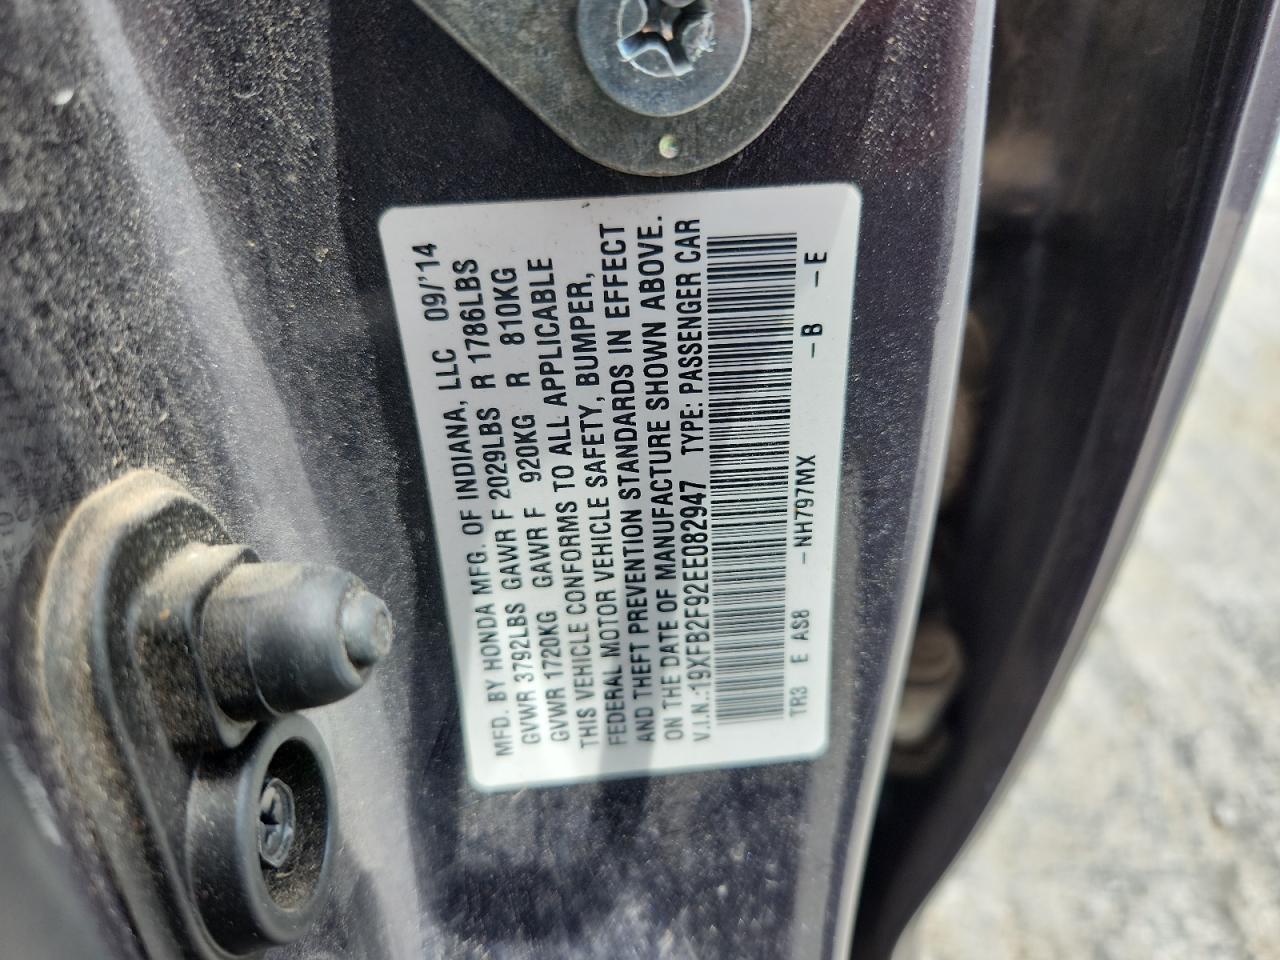 MFD. BY HONDA MFG. OF INDIANA, LLC 09/'14
GVWR 3792LBS GAWR F 2029LBS R 1786LBS
GVWR 1720KG GAWR F 920KG R 810KG
THIS VEHICLE CONFORMS TO ALL APPLICABLE
FEDERAL MOTOR VEHICLE SAFETY, BUMPER,
AND THEFT PREVENTION STANDARDS IN EFFECT
ON THE DATE OF MANUFACTURE SHOWN ABOVE.
V.I.N.:19XFB2F92EE082947 TYPE: PASSENGER CAR
TR3 E AS8 -NH797MX -B -E